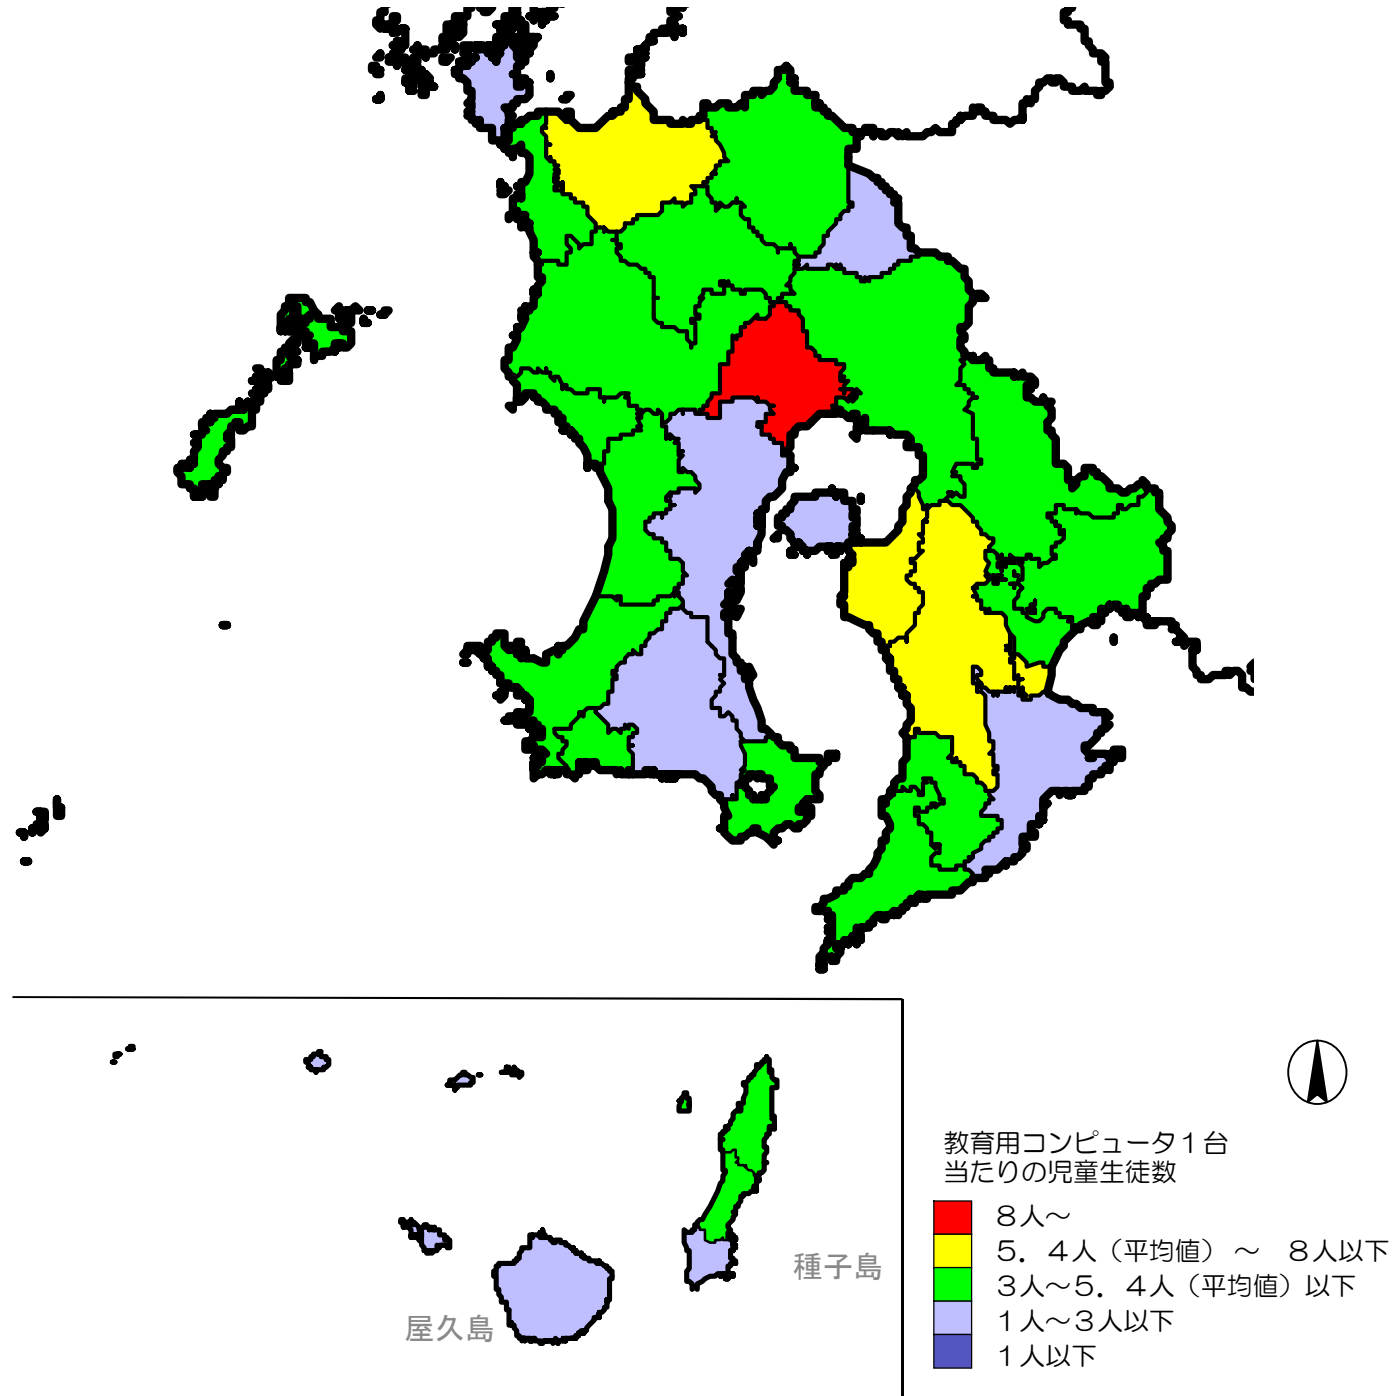 種子島
屋久島
教育用コンピュータ１台
当たりの児童生徒数
８人～
５．４人（平均値）～　８人以下
３人～５．４人（平均値）以下
１人～３人以下
１人以下